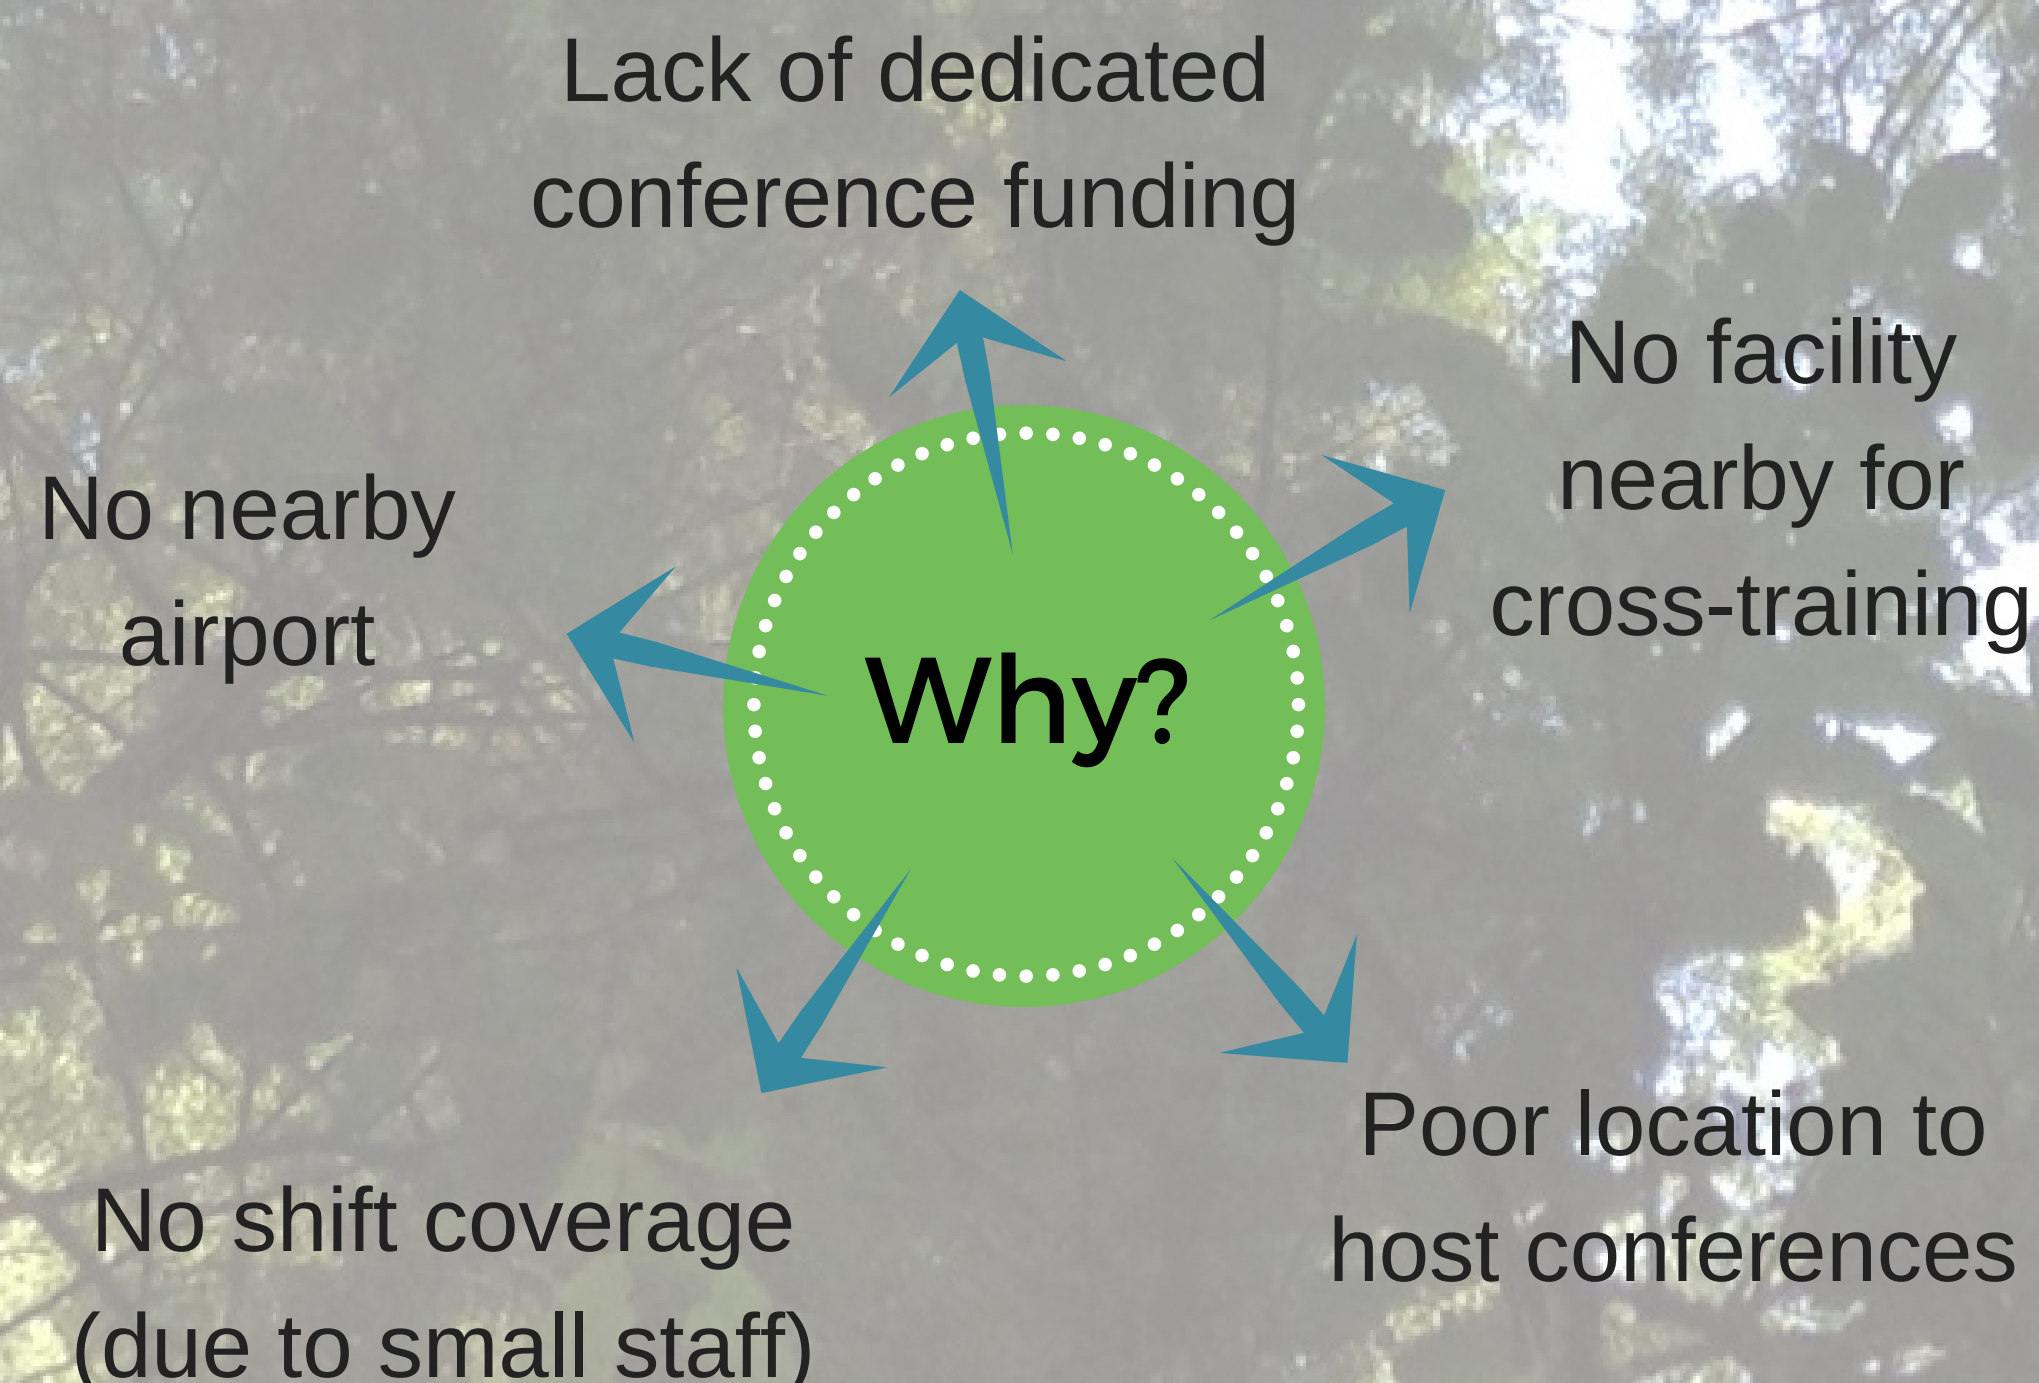 Lack of dedicated
conference funding
No facility
nearby for
cross-training
No nearby
airport
Why?
Poor location to
host conferences
No shift coverage
(due to small staff)